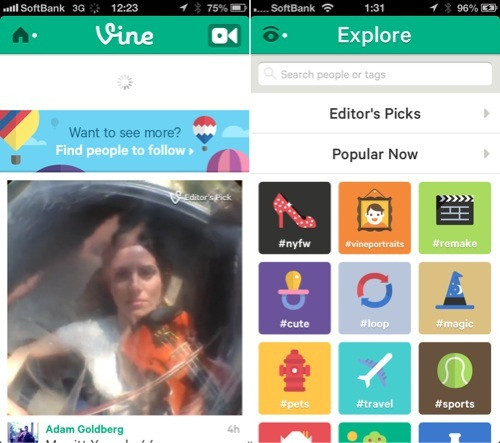 SoftBank 3G 12:23 75%
Vine
Want to see more?
Find people to follow
Editor's Pick
Adam Goldberg 4h
SoftBank 1:31 96%
Explore
Search people or tags
Editor's Picks
Popular Now
#nyfw #vineportraits #remake
#cute #loop #magic
#pets #travel #sports